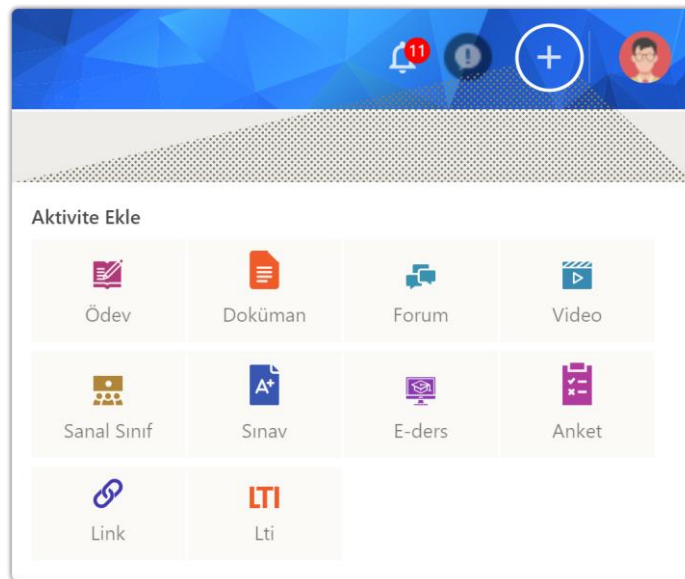 11
Aktivite Ekle
Ödev Doküman Forum Video
A+
Sanal Sınıf Sınav E-ders Anket
LTI
Link Lti